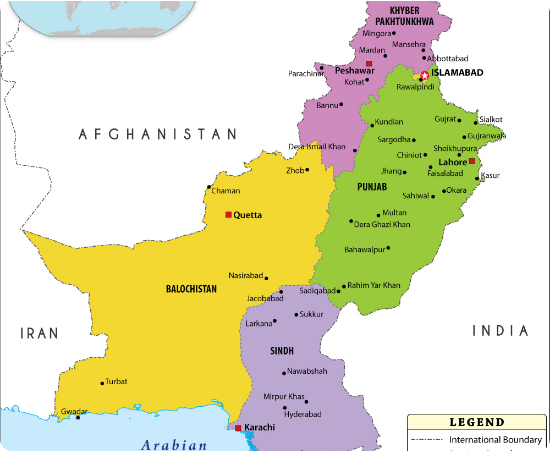 KHYBER
PAKHTUNKHWA
Mingora
Mansehra
Mardan
Abbottabad
Parachinar
Peshawar
ISLAMABAD
Kohat
Rawalpindi
Bannu
Kundian
Gujrat
Sialkot
AFGHANISTAN
Sargodha
Gujranwala
Dera Ismail Khan
Sheikhupura
Chiniot
Lahore
Zhob
Jhang
Faisalabad
Kasur
Chaman
PUNJAB
Okara
Sahiwal
Quetta
Multan
Dera Ghazi Khan
Bahawalpur
Nasirabad
BALOCHISTAN
Sadiqabad
Rahim Yar Khan
Jacobabad
Sukkur
Larkana
IRAN
INDIA
SINDH
Nawabshah
Turbat
Mirpur Khas
Gwadar
Hyderabad
Karachi
LEGEND
Arabian
International Boundary